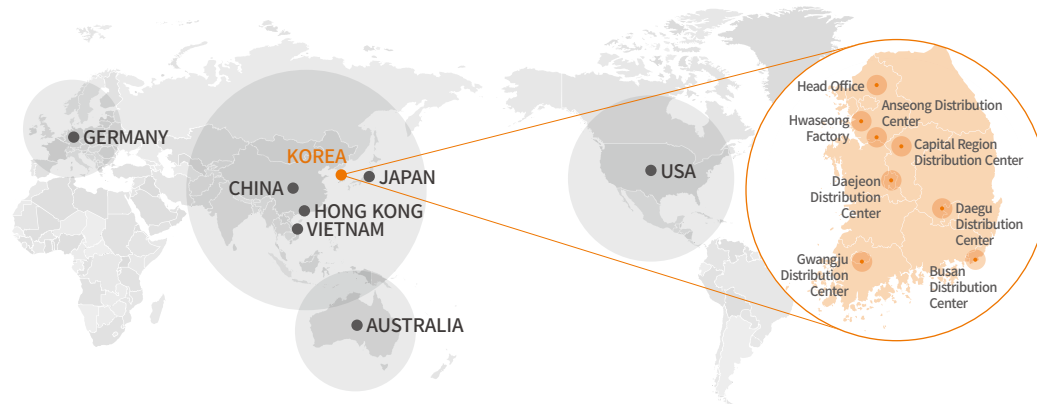 GERMANY
KOREA
CHINA
JAPAN
HONG KONG
VIETNAM
AUSTRALIA
USA
Head Office
Anseong Distribution
Center
Hwaseong
Factory
Capital Region
Distribution Center
Daejeon
Distribution
Center
Daegu
Distribution
Center
Gwangju
Distribution
Center
Busan
Distribution
Center